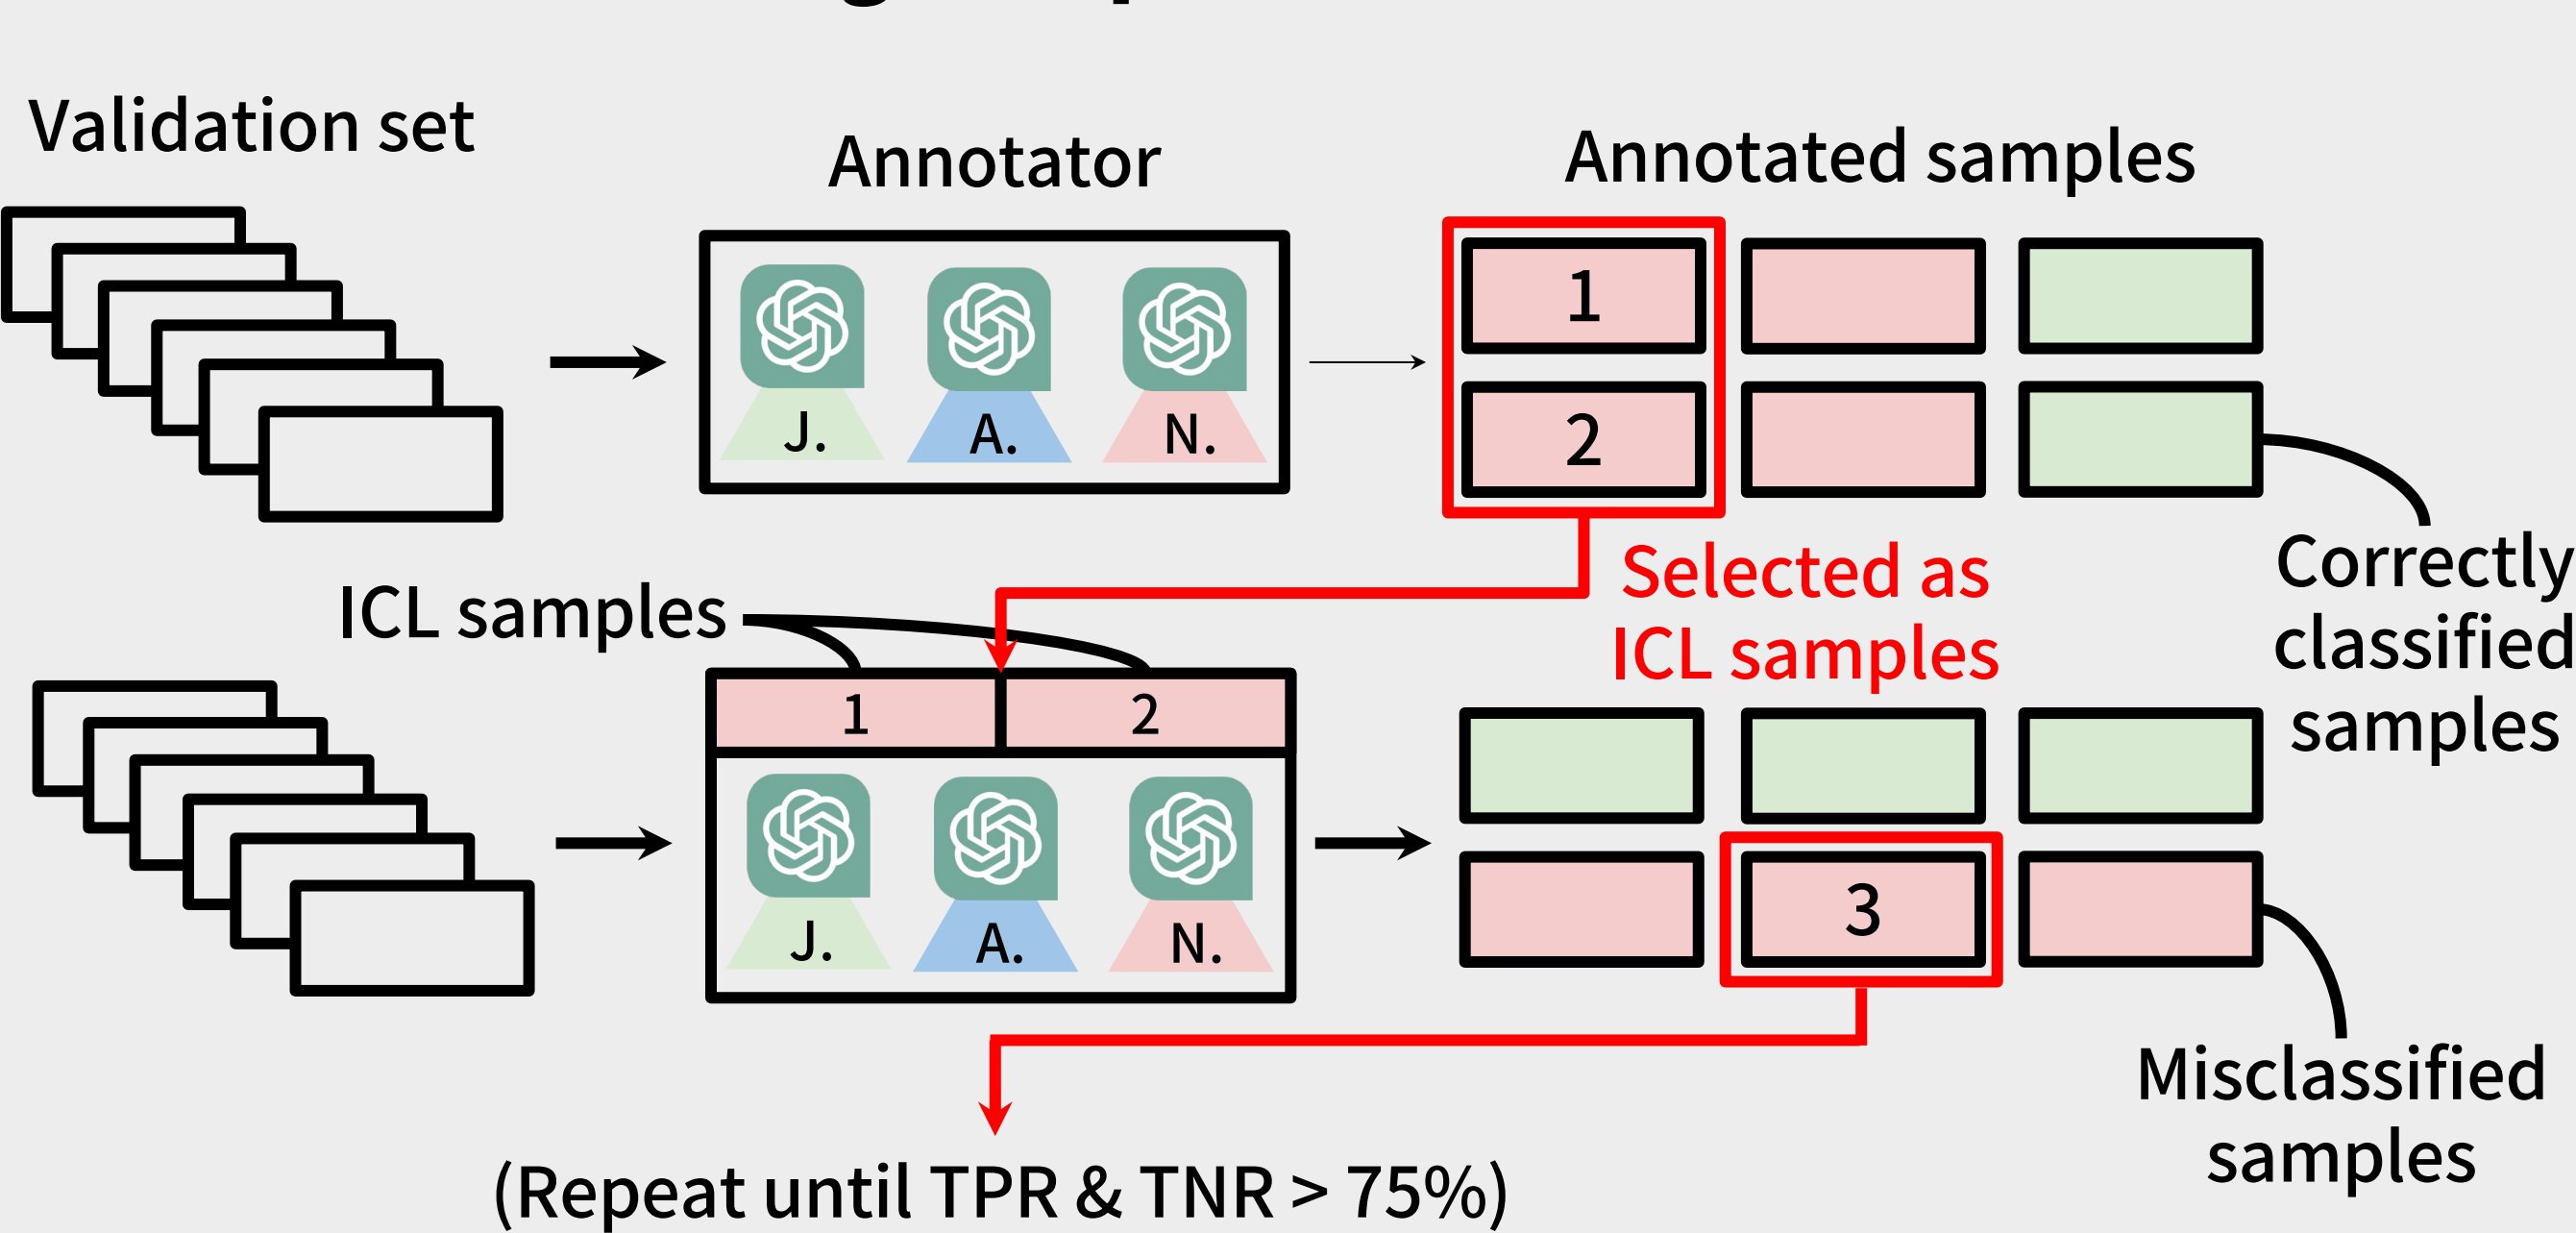 Validation set
Annotator
Annotated samples
J.
A.
N.
1
2
Correctly
classified
samples
Selected as
ICL samples
ICL samples
1
2
J.
A.
N.
3
Misclassified
samples
(Repeat until TPR & TNR > 75%)